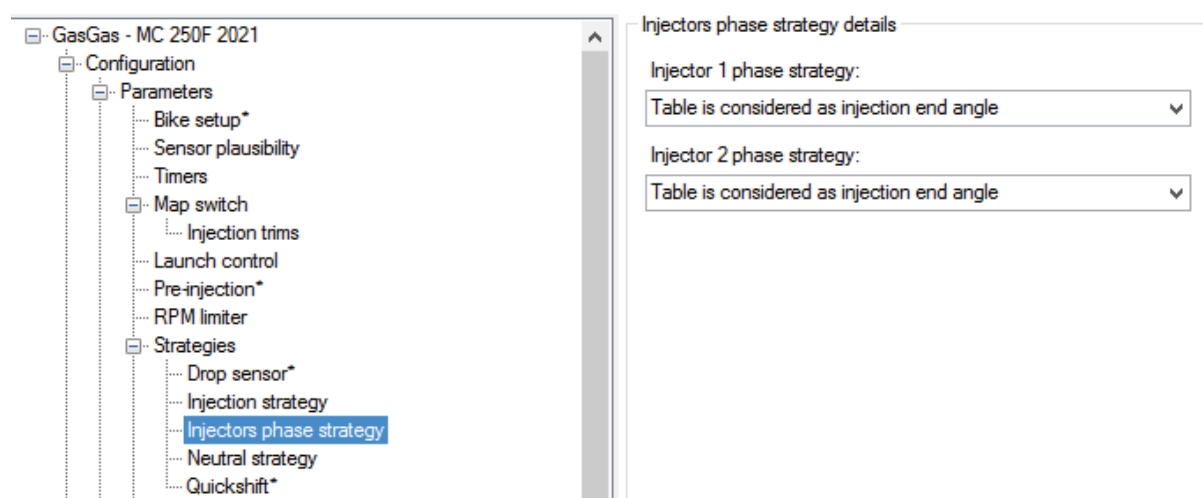 GasGas - MC 250F 2021
Configuration
Parameters
Bike setup*
Sensor plausibility
Timers
Map switch
Injection trims
Launch control
Pre-injection*
RPM limiter
Strategies
Drop sensor*
Injection strategy
Injectors phase strategy
Neutral strategy
Quickshift*
Injectors phase strategy details
Injector 1 phase strategy:
Table is considered as injection end angle
Injector 2 phase strategy:
Table is considered as injection end angle